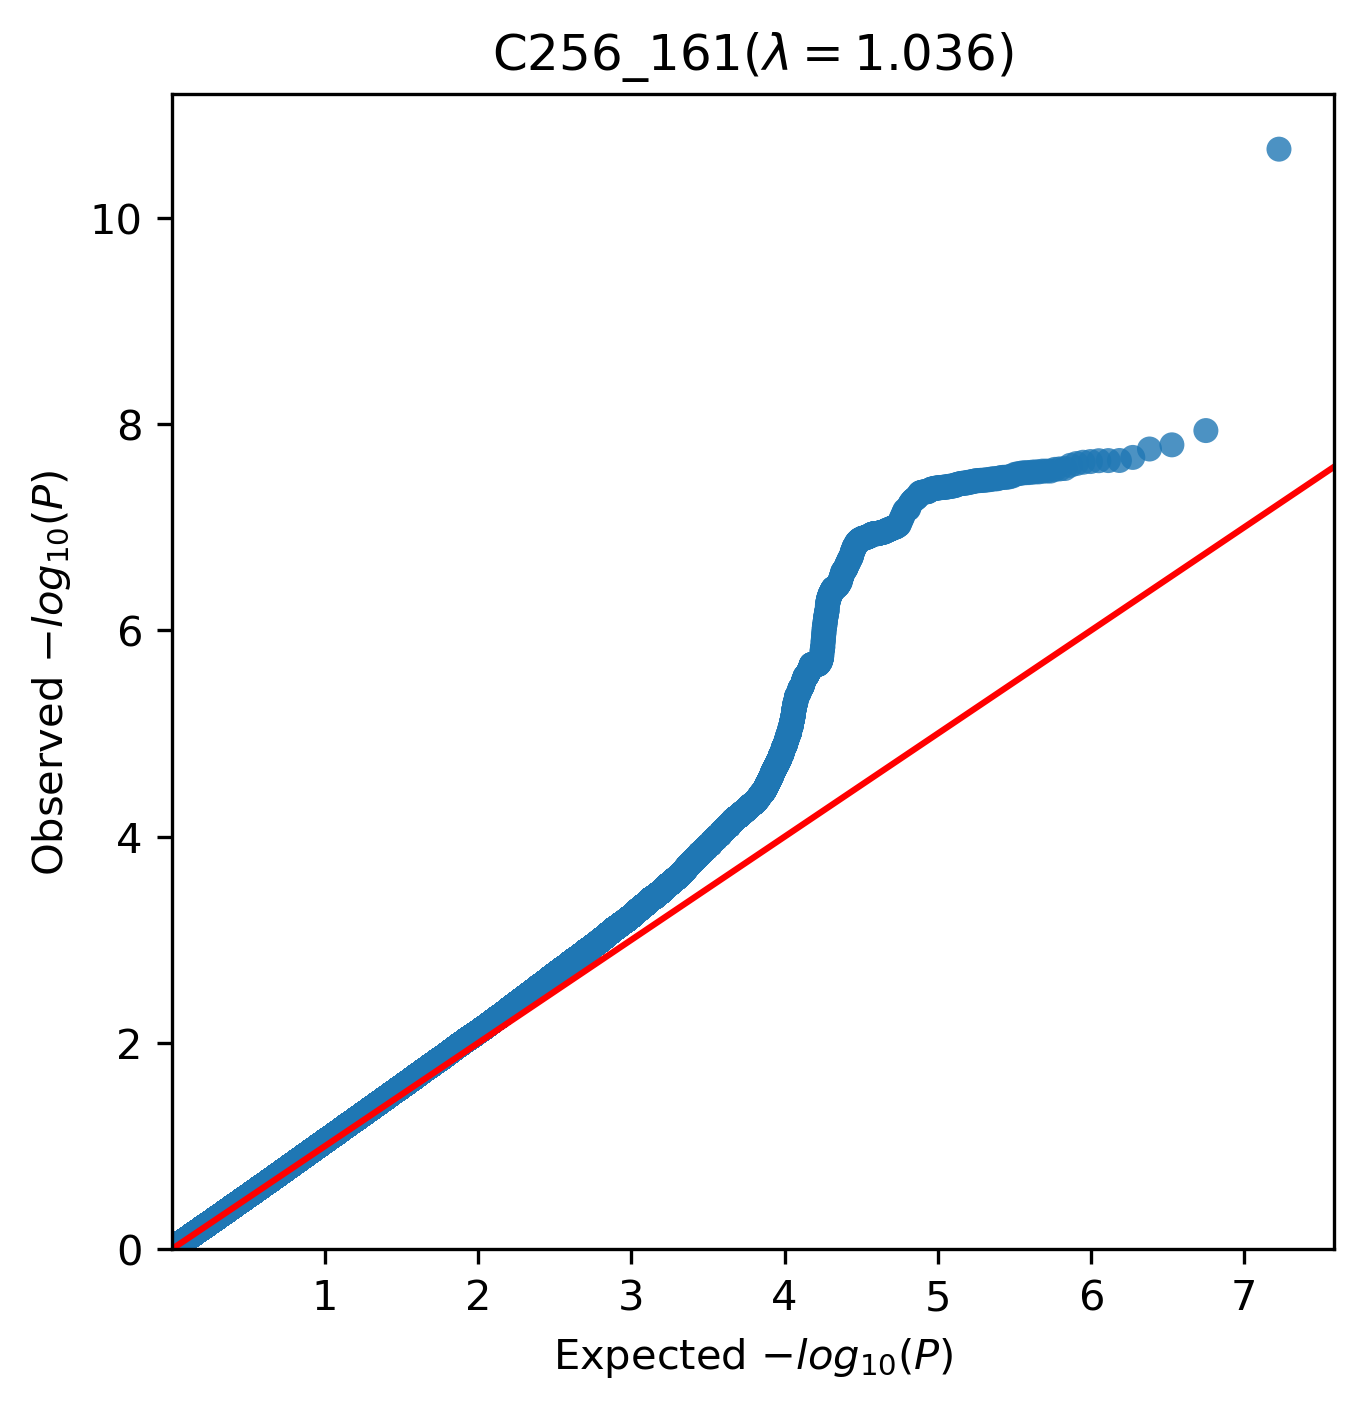 C256_161(λ = 1.036)
10
8
6
4
2
0
Observed −log₁₀(P)
1 2 3 4 5 6 7
Expected −log₁₀(P)